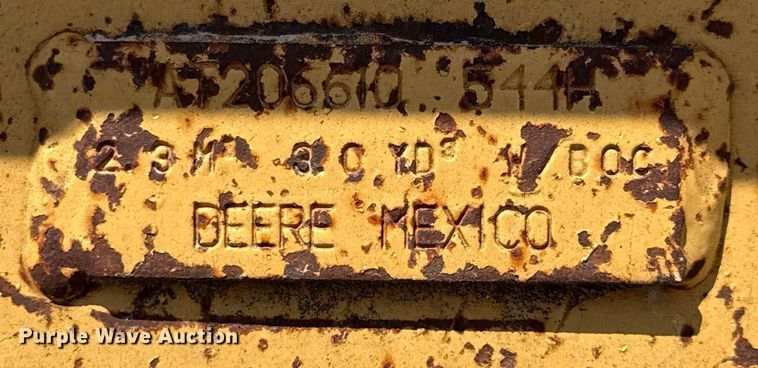 AT206610 544H
2.3 M³ 3.0 YD³ W/BOC
DEERE MEXICO
Purple Wave Auction